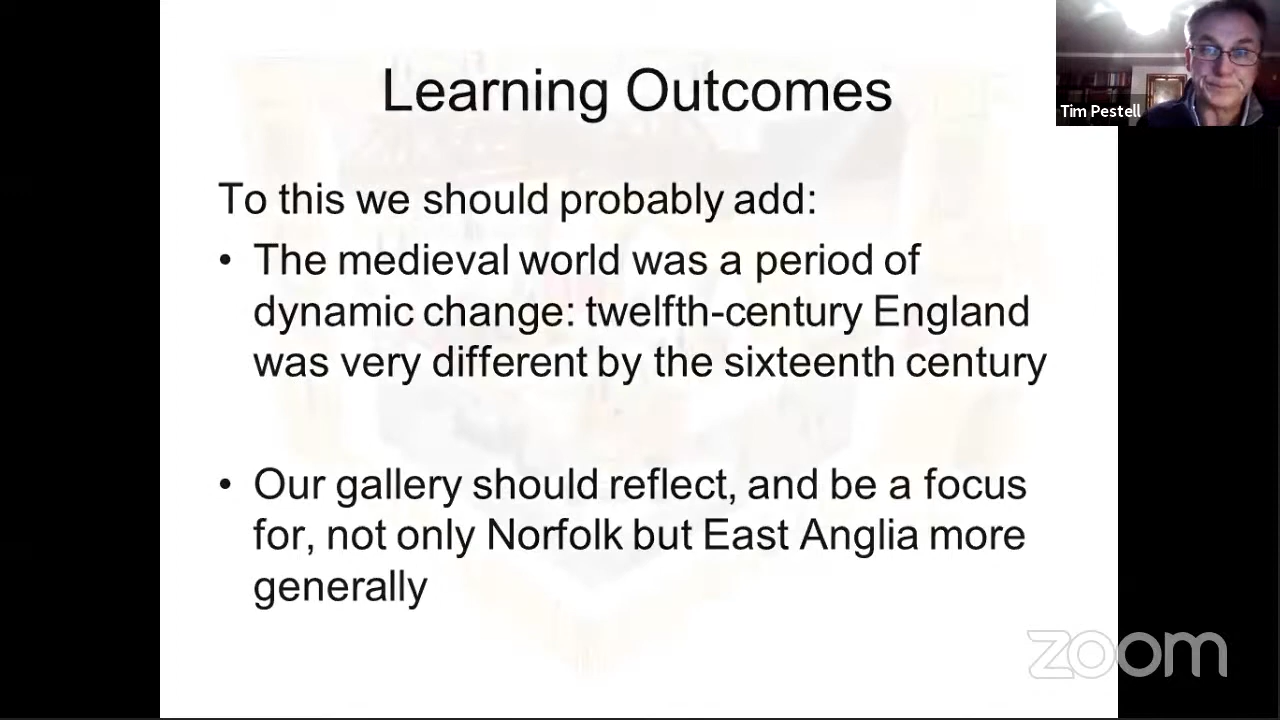 Learning Outcomes
Tim Pestell
To this we should probably add:
• The medieval world was a period of
dynamic change: twelfth-century England
was very different by the sixteenth century
• Our gallery should reflect, and be a focus
for, not only Norfolk but East Anglia more
generally
zoom